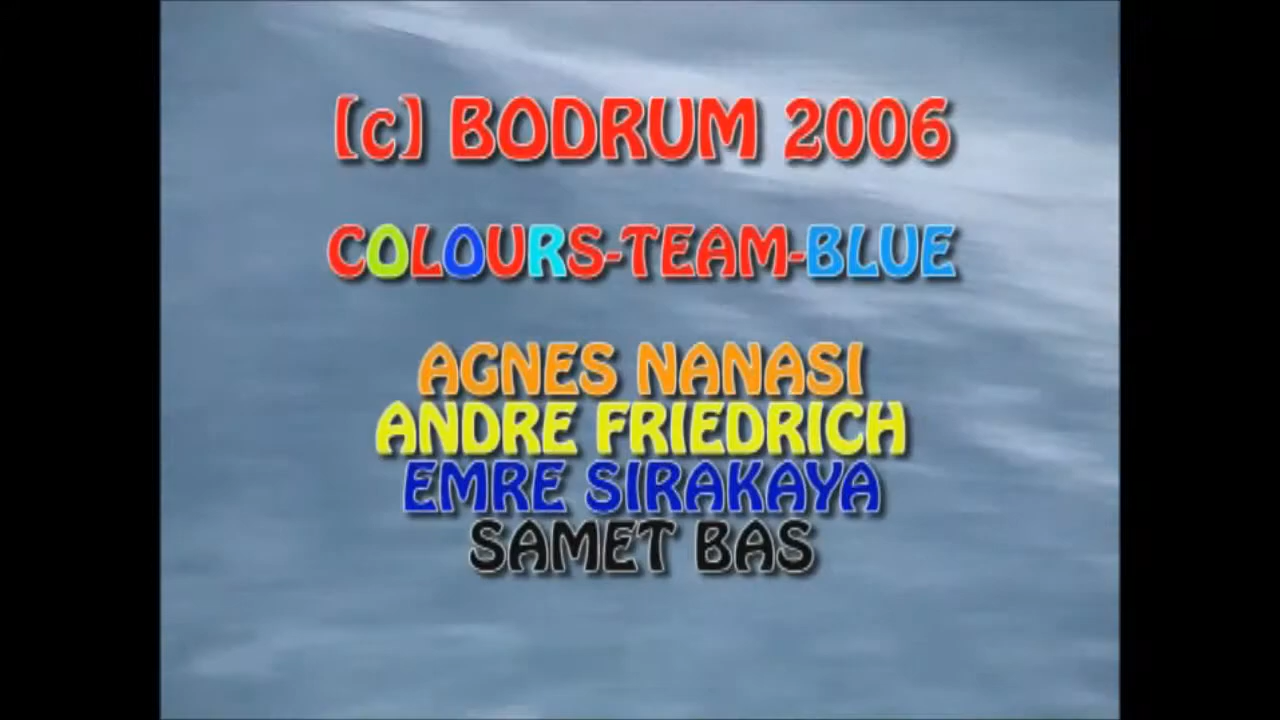 [c] BODRUM 2006
COLOURS-TEAM-BLUE
AGNES NANASI
ANDRE FRIEDRICH
EMRE SIRAKAYA
SAMET BAS